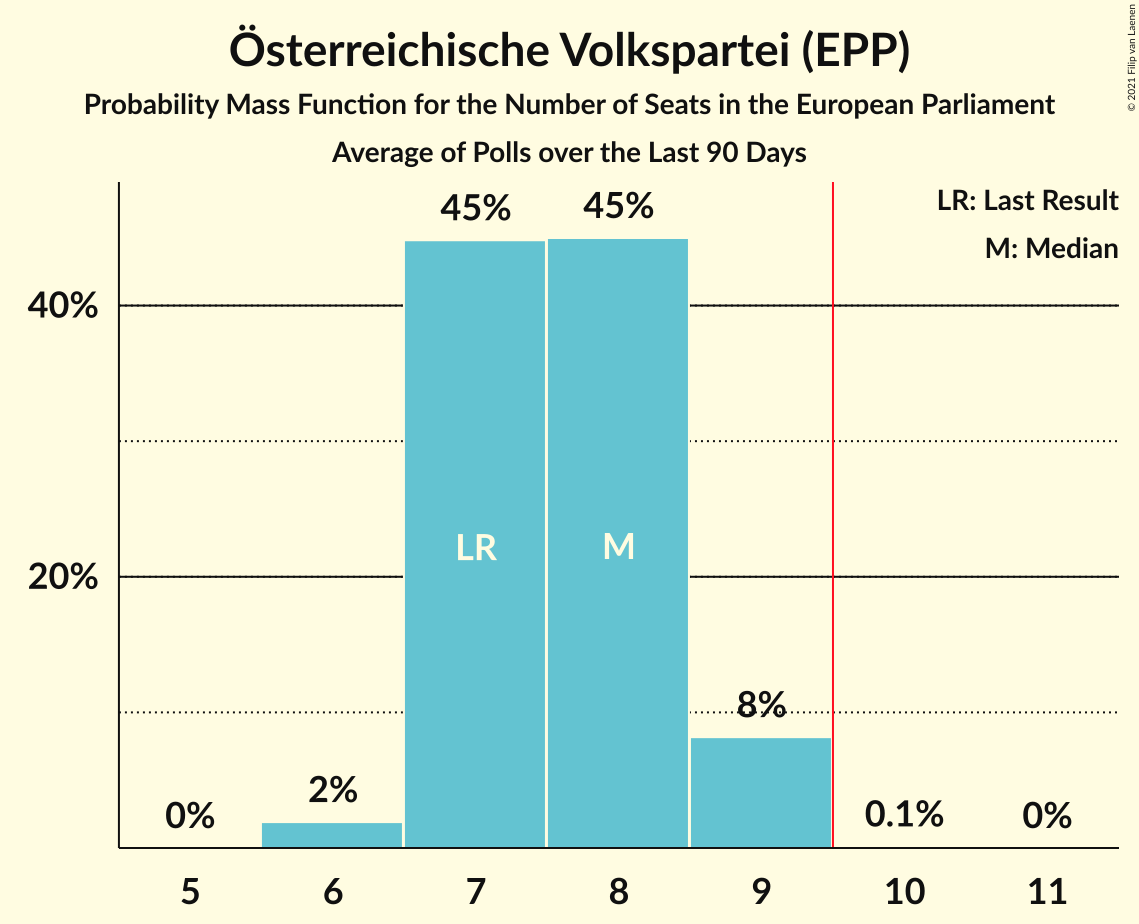 Österreichische Volkspartei (EPP)
Probability Mass Function for the Number of Seats in the European Parliament
Average of Polls over the Last 90 Days
© 2021 Filip van Laenen
LR: Last Result
M: Median
45%
45%
40%
LR
M
20%
8%
2%
0%
0.1%
0%
5
6
7
8
9
10
11